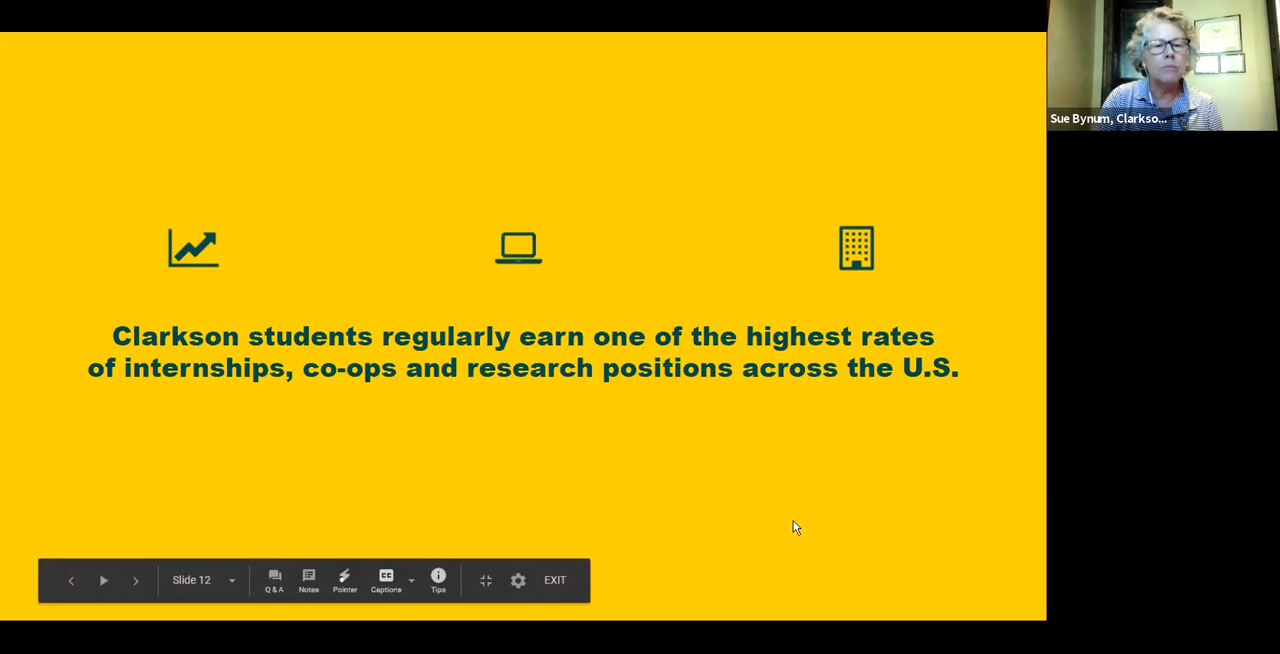 Sue Bynum, Clarkso...
Clarkson students regularly earn one of the highest rates
of internships, co-ops and research positions across the U.S.
Slide 12
Q & A
Notes
Pointer
CC
Captions
Tips
EXIT